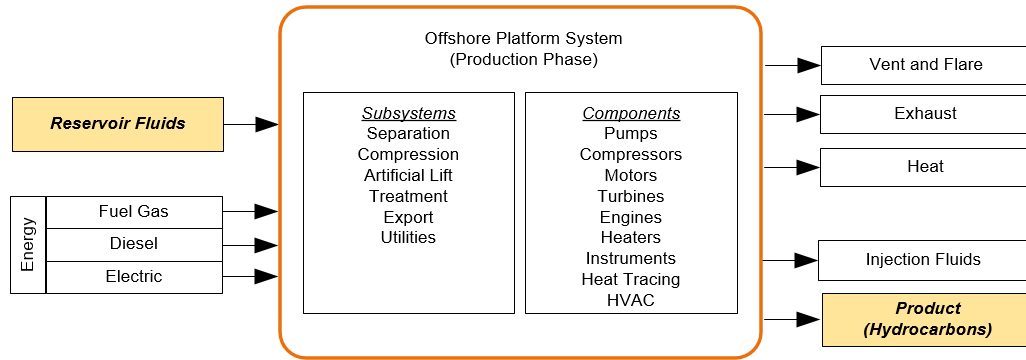 Offshore Platform System
(Production Phase)
Reservoir Fluids
Energy
Fuel Gas
Diesel
Electric
Subsystems
Separation
Compression
Artificial Lift
Treatment
Export
Utilities
Components
Pumps
Compressors
Motors
Turbines
Engines
Heaters
Instruments
Heat Tracing
HVAC
Vent and Flare
Exhaust
Heat
Injection Fluids
Product
(Hydrocarbons)